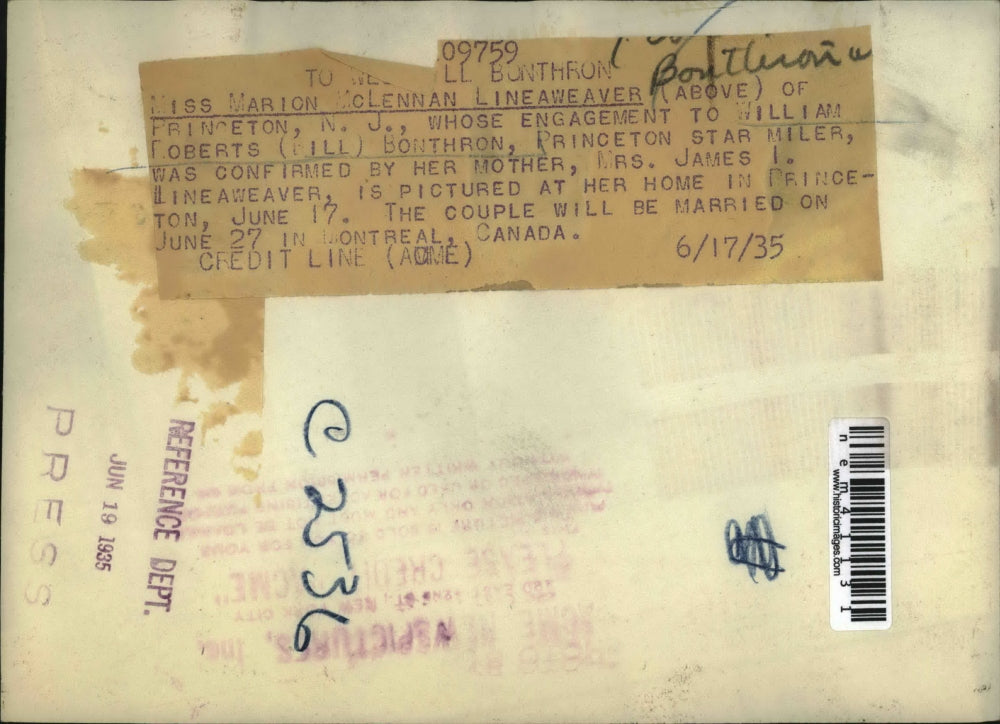 09759
TO WE LL BONTHRON
Bonthron
MISS MARION MCLENNAN LINEAWEAVER (ABOVE) OF
PRINCETON, N. J., WHOSE ENGAGEMENT TO WILLIAM
ROBERTS (BILL) BONTHRON, PRINCETON STAR MILER,
WAS CONFIRMED BY HER MOTHER, MRS. JAMES I.
LINEAWEAVER, IS PICTURED AT HER HOME IN PRINCE-
TON, JUNE 17. THE COUPLE WILL BE MARRIED ON
JUNE 27 IN MONTREAL, CANADA.
CREDIT LINE (ACME)
6/17/35
PRESS
JUN 19 1935
REFERENCE DEPT.
C 2536
PLEASE CREDIT "ACME"
ACME NEWSPICTURES, Inc.
nem41131
www.historicimages.com